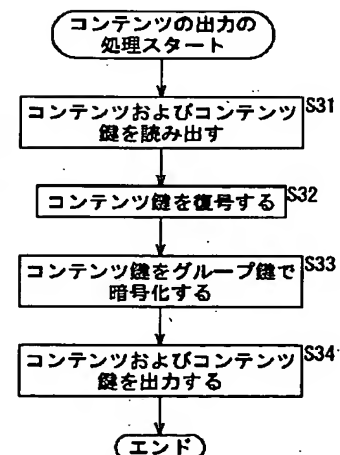 コンテンツの出力の
処理スタート
コンテンツおよびコンテンツ
鍵を読み出す
S31
コンテンツ鍵を復号する
S32
コンテンツ鍵をグループ鍵で
暗号化する
S33
コンテンツおよびコンテンツ
鍵を出力する
S34
エンド